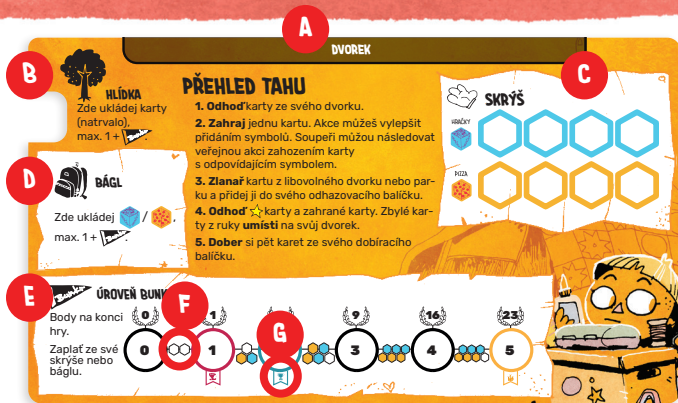 A
DVOREK
B
HLÍDKA
Zde ukládej karty
(natrvalo),
max. 1 +
PŘEHLED TAHU
1. Odhoď karty ze svého dvorku.
2. Zahraj jednu kartu. Akce můžeš vylepšit
přidáním symbolů. Soupeři můžou následovat
veřejnou akci zahozením karty
s odpovídajícím symbolem.
3. Zlanař kartu z libovolného dvorku nebo par-
ku a přidej ji do svého odhazovacího balíčku.
4. Odhoď karty a zahrané karty. Zbylé kar-
ty z ruky umísti na svůj dvorek.
5. Dober si pět karet ze svého dobíracího
balíčku.
C
SKRÝŠ
HRAČKY
PIZZA
D
BÁGL
Zde ukládej / .
max. 1 +
E
ÚROVEŇ BUNK
F
Body na konci
hry.
0 1 9 16 23
Zaplať ze své
skrýše nebo
báglu.
0 1 3 4 5
G